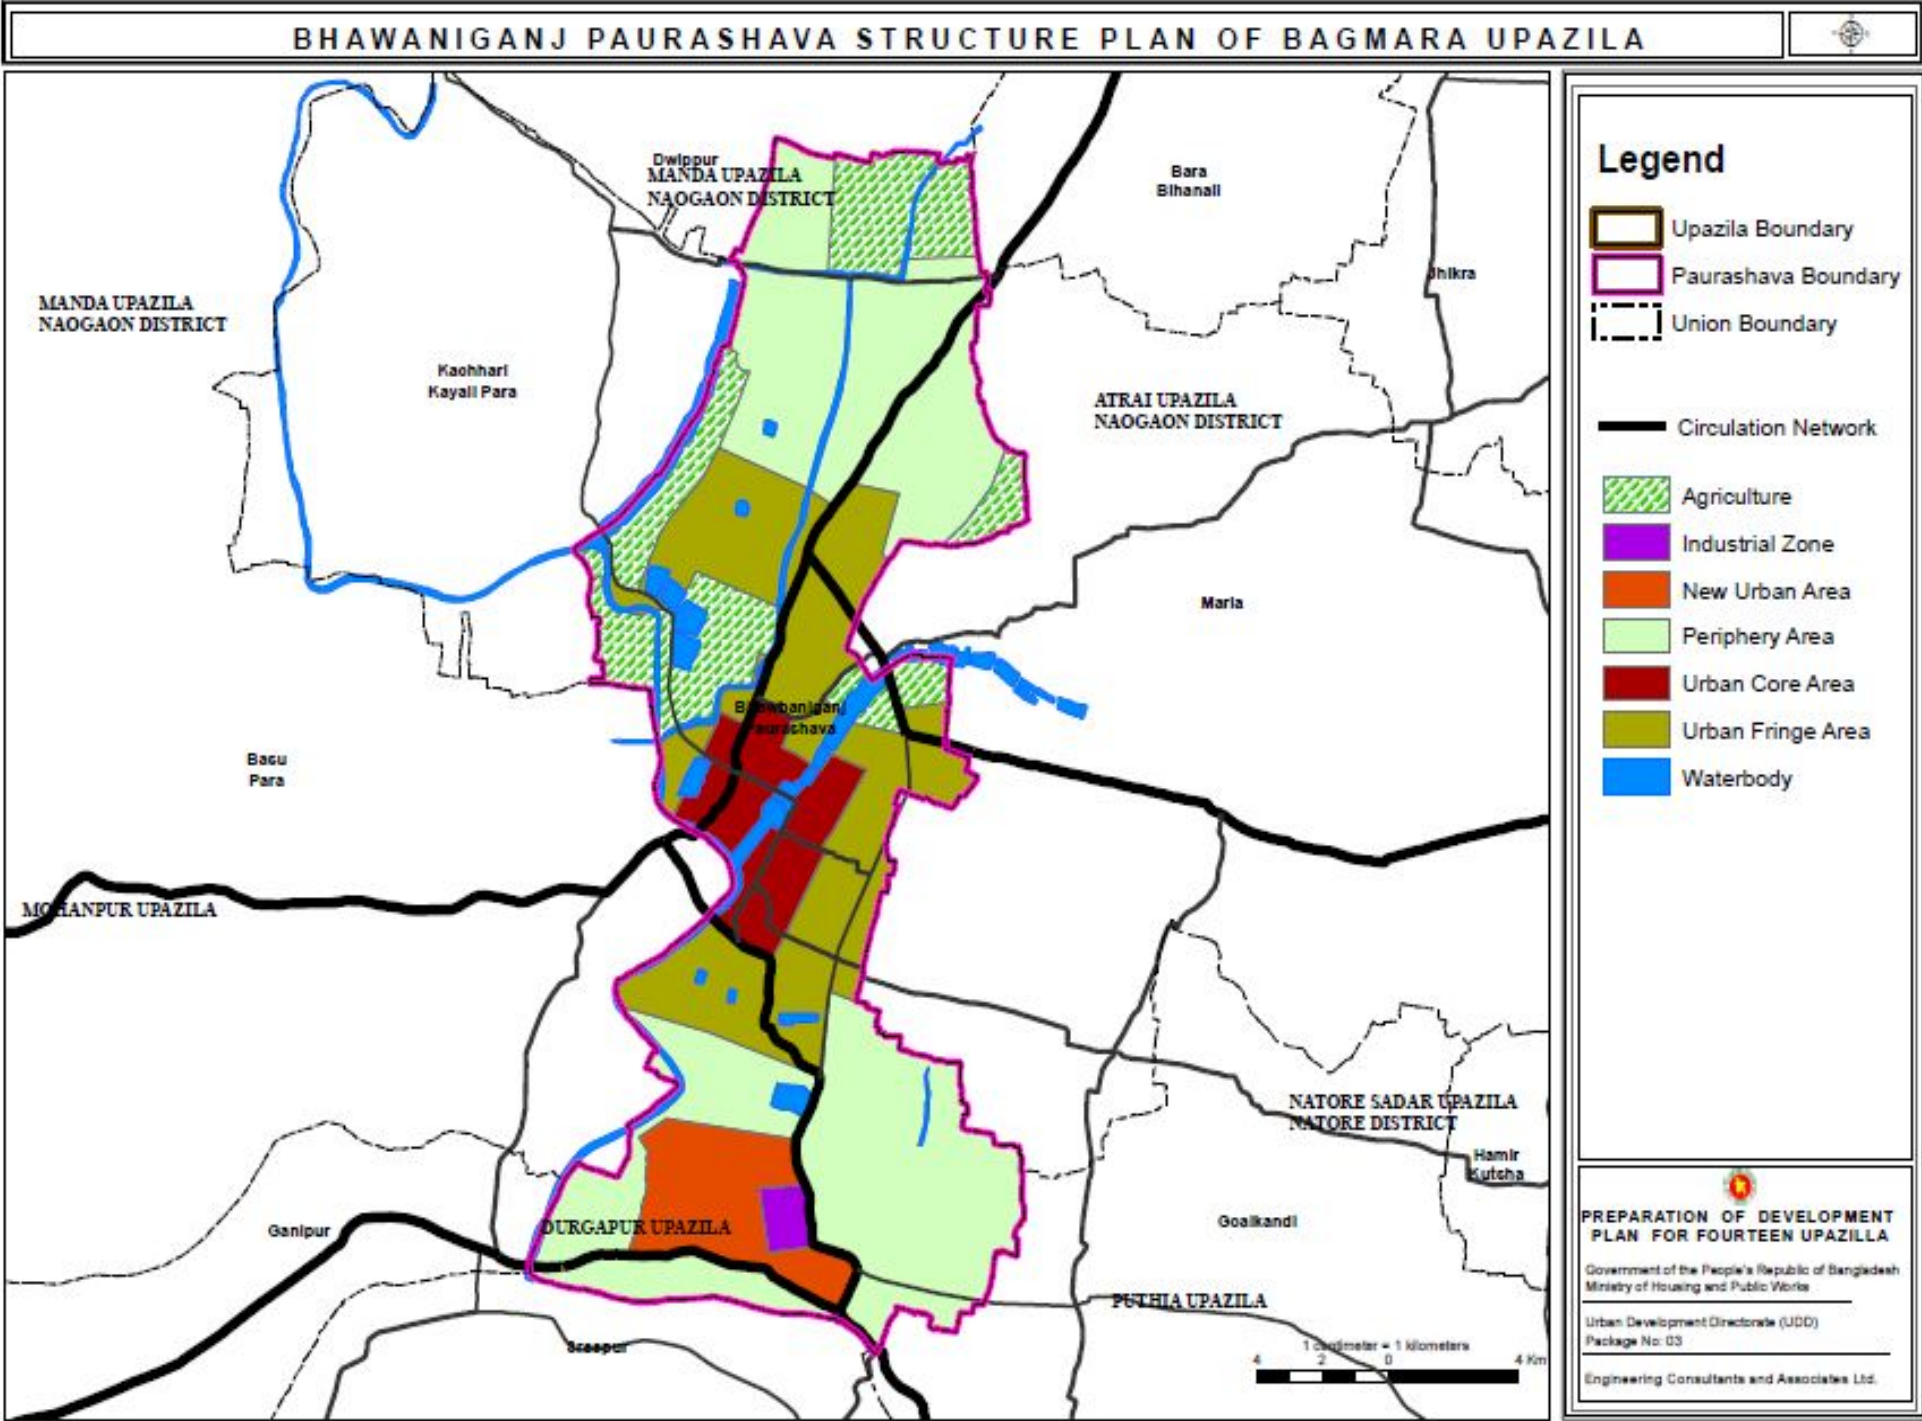 BHAWANIGANJ PAURASHAVA STRUCTURE PLAN OF BAGMARA UPAZILA
Dwippur
MANDA UPAZILA
NAOGAON DISTRICT
Bara
Bihanali
MANDA UPAZILA
NAOGAON DISTRICT
Jhikra
Kachhari
Kayali Para
ATRAI UPAZILA
NAOGAON DISTRICT
Maria
Bhawbaniganj
Paurashava
Basu
Para
MOHANPUR UPAZILA
NATORE SADAR UPAZILA
NATORE DISTRICT
Hamir
Kutsha
Ganipur
DURGAPUR UPAZILA
Goalkandi
PUTHIA UPAZILA
Sreepur
1 centimeter = 1 kilometers
4 2 0 4 Km
Legend
Upazila Boundary
Paurashava Boundary
Union Boundary
Circulation Network
Agriculture
Industrial Zone
New Urban Area
Periphery Area
Urban Core Area
Urban Fringe Area
Waterbody
PREPARATION OF DEVELOPMENT
PLAN FOR FOURTEEN UPAZILLA
Government of the People's Republic of Bangladesh
Ministry of Housing and Public Works
Urban Development Directorate (UDD)
Package No: 03
Engineering Consultants and Associates Ltd.